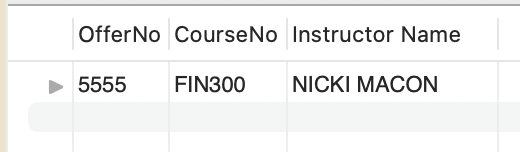 OfferNo CourseNo Instructor Name
5555 FIN300 NICKI MACON